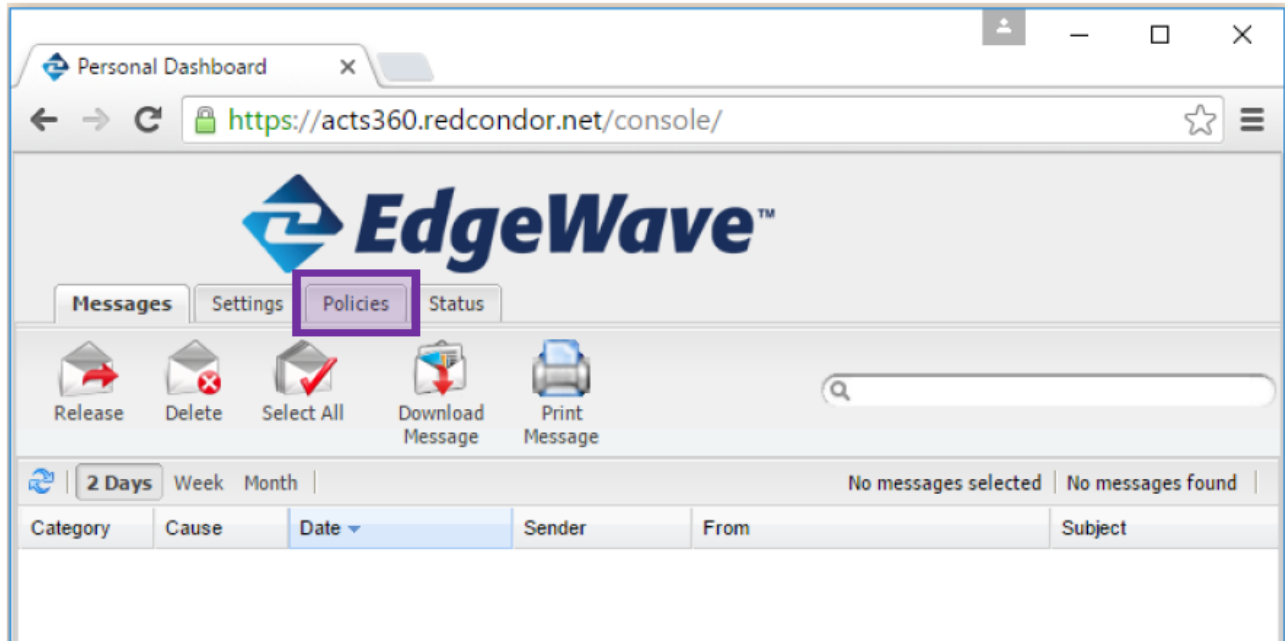 Personal Dashboard
https://acts360.redcondor.net/console/
EdgeWave™
Messages Settings Policies Status
Release Delete Select All Download Message Print Message
2 Days Week Month No messages selected No messages found
Category Cause Date Sender From Subject